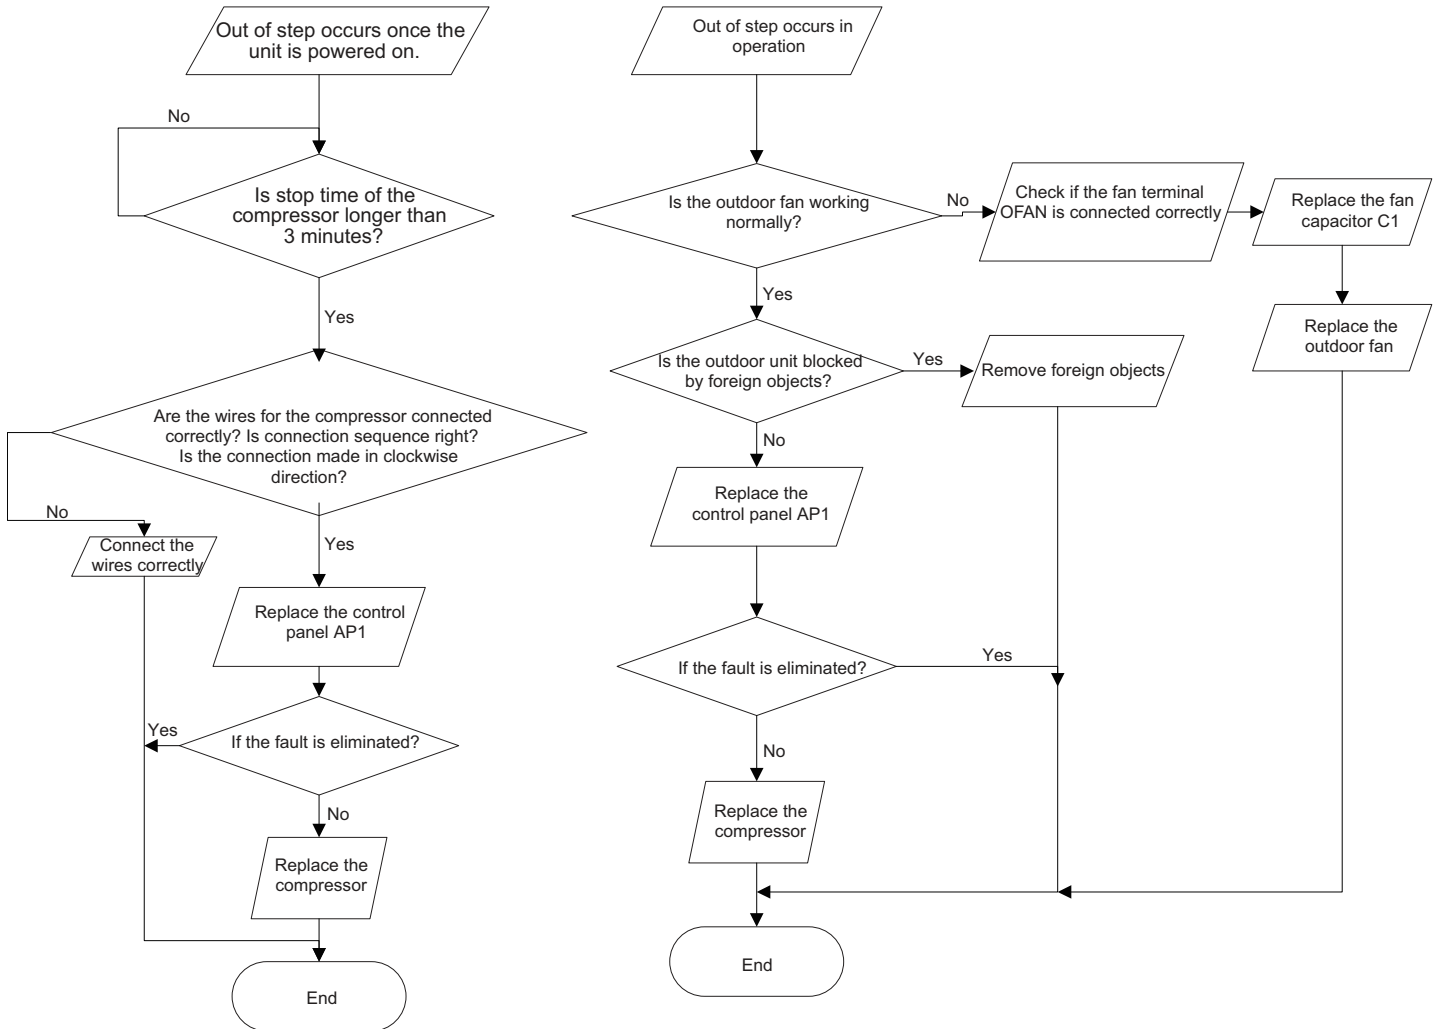 Out of step occurs once the
unit is powered on.
No
Is stop time of the
compressor longer than
3 minutes?
Yes
Are the wires for the compressor connected
correctly? Is connection sequence right?
Is the connection made in clockwise
direction?
No
Connect the
wires correctly
Yes
Replace the control
panel AP1
Yes
If the fault is eliminated?
No
Replace the
compressor
End
Out of step occurs in
operation
Is the outdoor fan working
normally?
No
Check if the fan terminal
OFAN is connected correctly
Replace the fan
capacitor C1
Replace the
outdoor fan
Yes
Is the outdoor unit blocked
by foreign objects?
Yes
Remove foreign objects
No
Replace the
control panel AP1
If the fault is eliminated?
Yes
No
Replace the
compressor
End